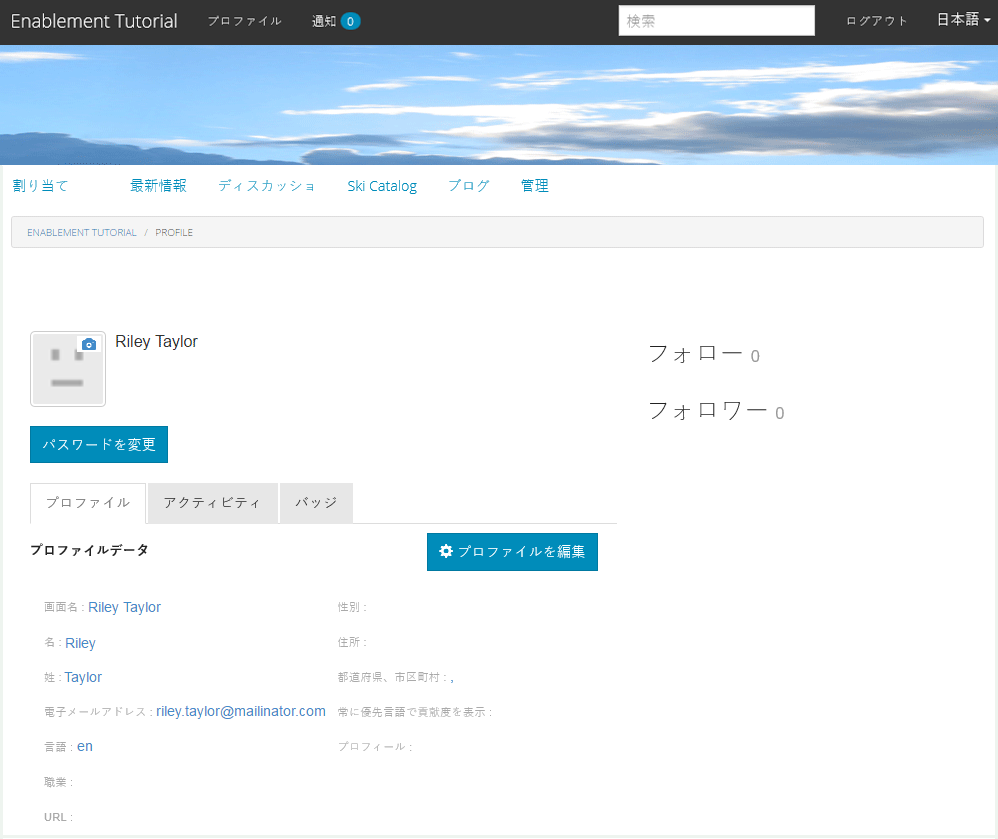 Enablement Tutorial プロファイル 通知 0 検索 ログアウト 日本語
割り当て 最新情報 ディスカッショ Ski Catalog ブログ 管理
ENABLEMENT TUTORIAL / PROFILE
Riley Taylor
フォロー 0
フォロワー 0
パスワードを変更
プロファイル アクティビティ バッジ
プロファイルデータ プロファイルを編集
画面名 : Riley Taylor 性別 :
名 : Riley 住所 :
姓 : Taylor 都道府県、市区町村 : ,
電子メールアドレス : riley.taylor@mailinator.com 常に優先言語で貢献度を表示 :
言語 : en プロフィール :
職業 :
URL :